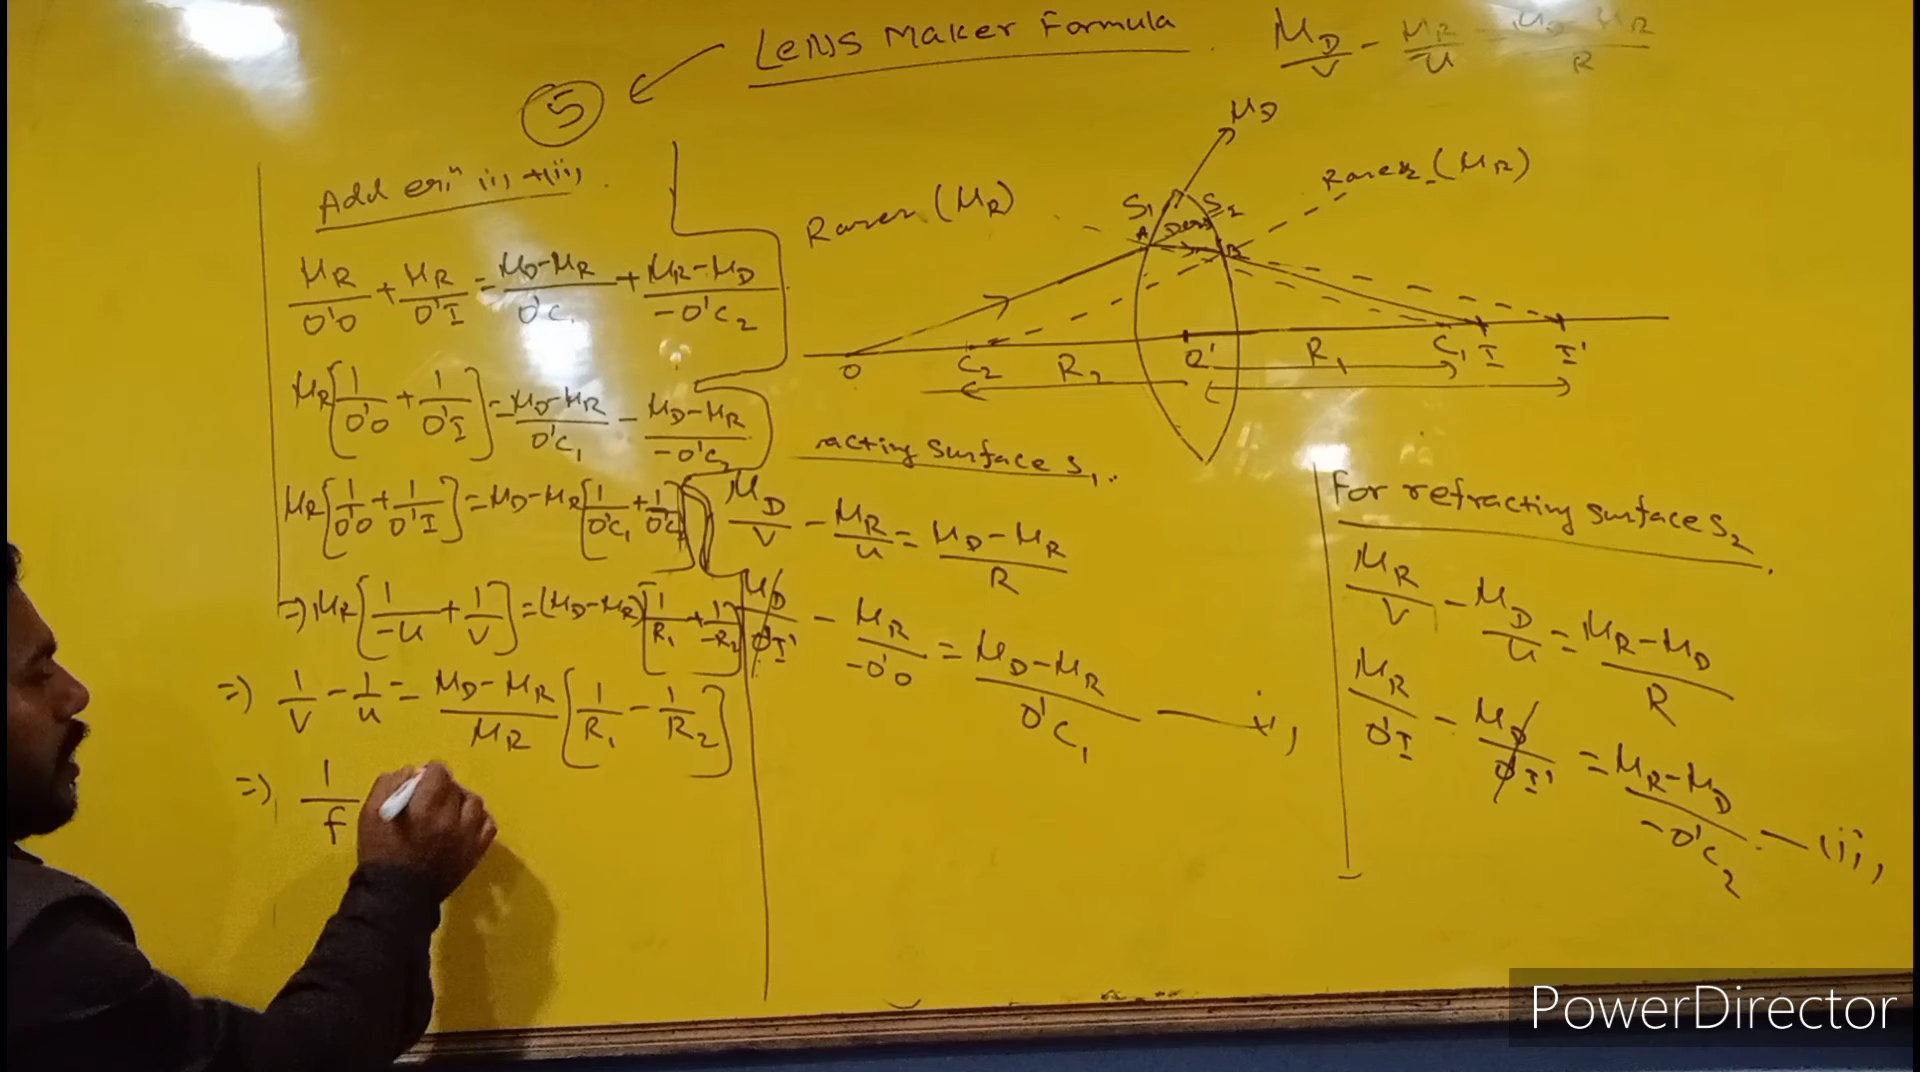 Lens Maker Formula
μD/v - μR/u = μD-μR/R
5
Add eqⁿ (i) + (ii)
μR/O'O + μR/O'I = μD-μR/O'C₁ + μR-μD/-O'C₂
μR[1/O'O + 1/O'I] = μD-μR/O'C₁ - μD-μR/-O'C₂
μR[1/O'O + 1/O'I] = μD-μR[1/O'C₁ + 1/O'C₂]
=> μR[1/-u + 1/v] = (μD-μR)[1/R₁ + 1/-R₂]
=> 1/v - 1/u = μD-μR/μR [1/R₁ - 1/R₂]
=> 1/f
μD
Rarer (μR)
S₁
S₂
Rarer (μR)
A
B
O
C₂
R₂
O'
R₁
C₁
I
I'
racting surface S₁.
μD/v - μR/u = μD-μR/R
μD/O'I' - μR/-O'O = μD-μR/O'C₁ — i,
For refracting surface S₂
μR/v - μD/u = μR-μD/R
μR/O'I - μD/O'I' = μR-μD/-O'C₂ — (ii,
PowerDirector